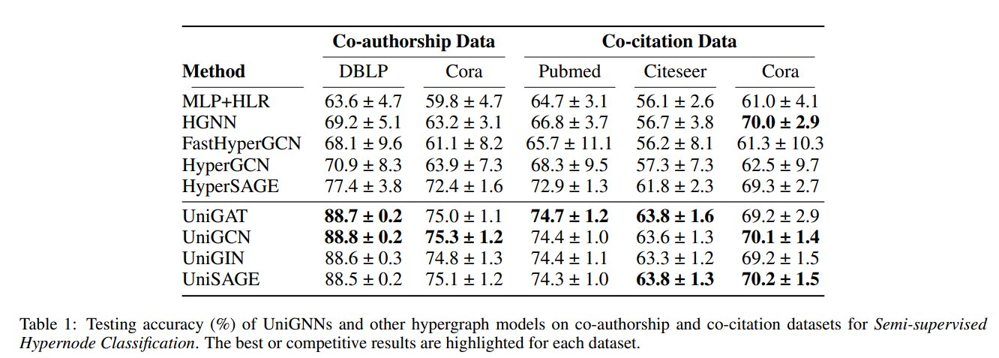 Co-authorship Data Co-citation Data
Method DBLP Cora Pubmed Citeseer Cora
MLP+HLR 63.6 ± 4.7 59.8 ± 4.7 64.7 ± 3.1 56.1 ± 2.6 61.0 ± 4.1
HGNN 69.2 ± 5.1 63.2 ± 3.1 66.8 ± 3.7 56.7 ± 3.8 70.0 ± 2.9
FastHyperGCN 68.1 ± 9.6 61.1 ± 8.2 65.7 ± 11.1 56.2 ± 8.1 61.3 ± 10.3
HyperGCN 70.9 ± 8.3 63.9 ± 7.3 68.3 ± 9.5 57.3 ± 7.3 62.5 ± 9.7
HyperSAGE 77.4 ± 3.8 72.4 ± 1.6 72.9 ± 1.3 61.8 ± 2.3 69.3 ± 2.7
UniGAT 88.7 ± 0.2 75.0 ± 1.1 74.7 ± 1.2 63.8 ± 1.6 69.2 ± 2.9
UniGCN 88.8 ± 0.2 75.3 ± 1.2 74.4 ± 1.0 63.6 ± 1.3 70.1 ± 1.4
UniGIN 88.6 ± 0.3 74.8 ± 1.3 74.4 ± 1.1 63.3 ± 1.2 69.2 ± 1.5
UniSAGE 88.5 ± 0.2 75.1 ± 1.2 74.3 ± 1.0 63.8 ± 1.3 70.2 ± 1.5
Table 1: Testing accuracy (%) of UniGNNs and other hypergraph models on co-authorship and co-citation datasets for Semi-supervised
Hypernode Classification. The best or competitive results are highlighted for each dataset.